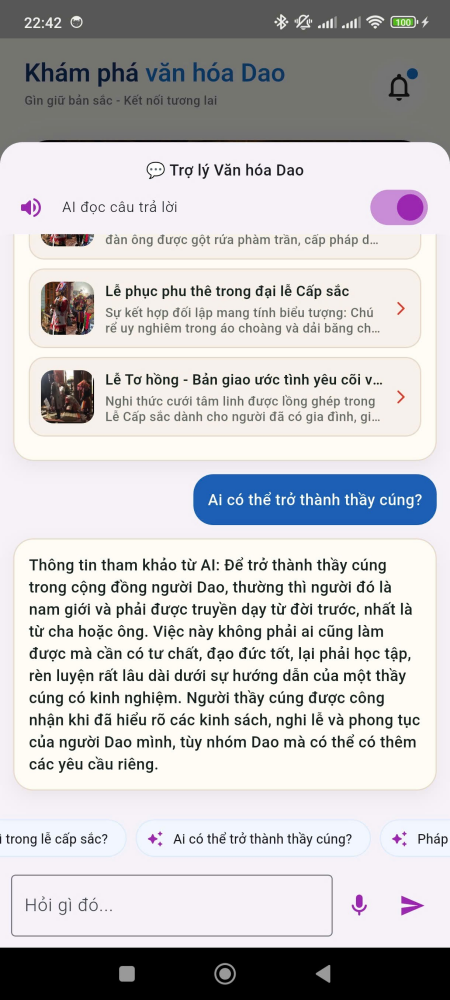 22:42
100
Khám phá văn hóa Dao
Gìn giữ bản sắc - Kết nối tương lai
💬 Trợ lý Văn hóa Dao
AI đọc câu trả lời
đàn ông được gột rửa phàm trần, cấp pháp d...
Lễ phục phu thê trong đại lễ Cấp sắc
Sự kết hợp đối lập mang tính biểu tượng: Chú
rể uy nghiêm trong áo choàng và dải băng ch...
Lễ Tơ hồng - Bản giao ước tình yêu cõi v...
Nghi thức cưới tâm linh được lồng ghép trong
Lễ Cấp sắc dành cho người đã có gia đình, gi...
Ai có thể trở thành thầy cúng?
Thông tin tham khảo từ AI: Để trở thành thầy cúng
trong cộng đồng người Dao, thường thì người đó là
nam giới và phải được truyền dạy từ đời trước, nhất là
từ cha hoặc ông. Việc này không phải ai cũng làm
được mà cần có tư chất, đạo đức tốt, lại phải học tập,
rèn luyện rất lâu dài dưới sự hướng dẫn của một thầy
cúng có kinh nghiệm. Người thầy cúng được công
nhận khi đã hiểu rõ các kinh sách, nghi lễ và phong tục
của người Dao mình, tùy nhóm Dao mà có thể có thêm
các yêu cầu riêng.
ì trong lễ cấp sắc?
Ai có thể trở thành thầy cúng?
Pháp
Hỏi gì đó...